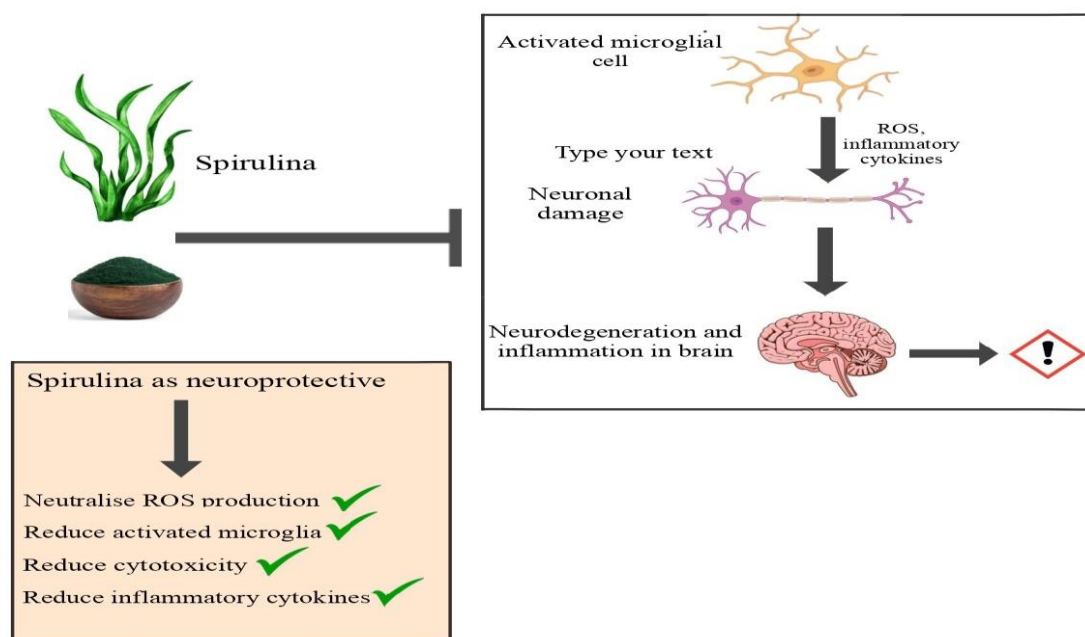 Spirulina
Activated microglial
cell
ROS,
inflammatory
cytokines
Type your text
Neuronal
damage
Neurodegeneration and
inflammation in brain
!
Spirulina as neuroprotective
Neutralise ROS production
Reduce activated microglia
Reduce cytotoxicity
Reduce inflammatory cytokines